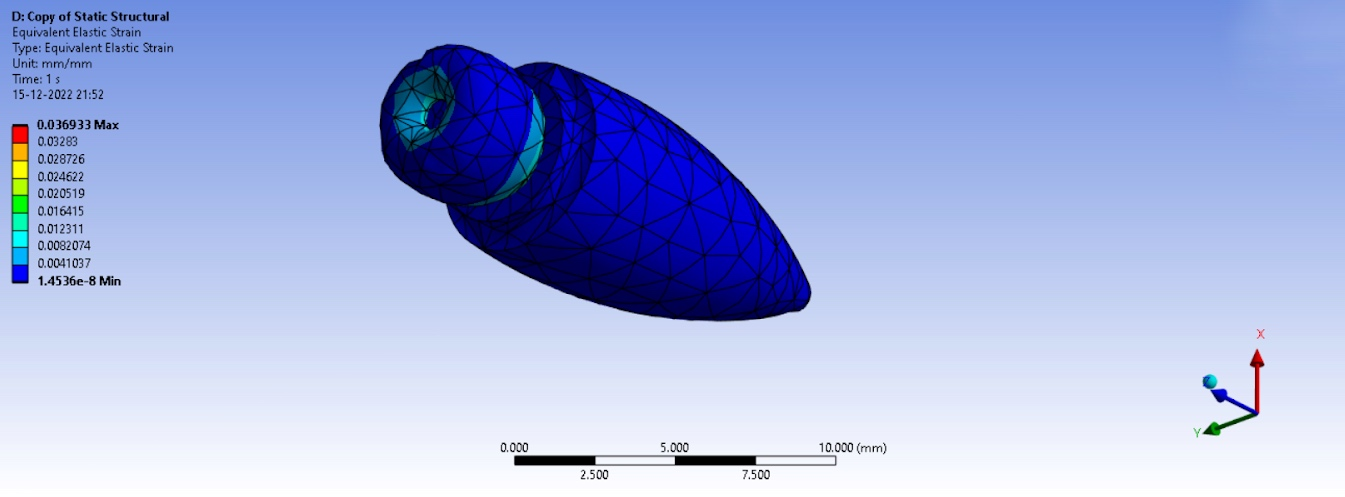 D: Copy of Static Structural
Equivalent Elastic Strain
Type: Equivalent Elastic Strain
Unit: mm/mm
Time: 1 s
15-12-2022 21:52
0.036933 Max
0.03283
0.028726
0.024622
0.020519
0.016415
0.012311
0.0082074
0.0041037
1.4536e-8 Min
X
Y
0.000 5.000 10.000 (mm)
2.500 7.500